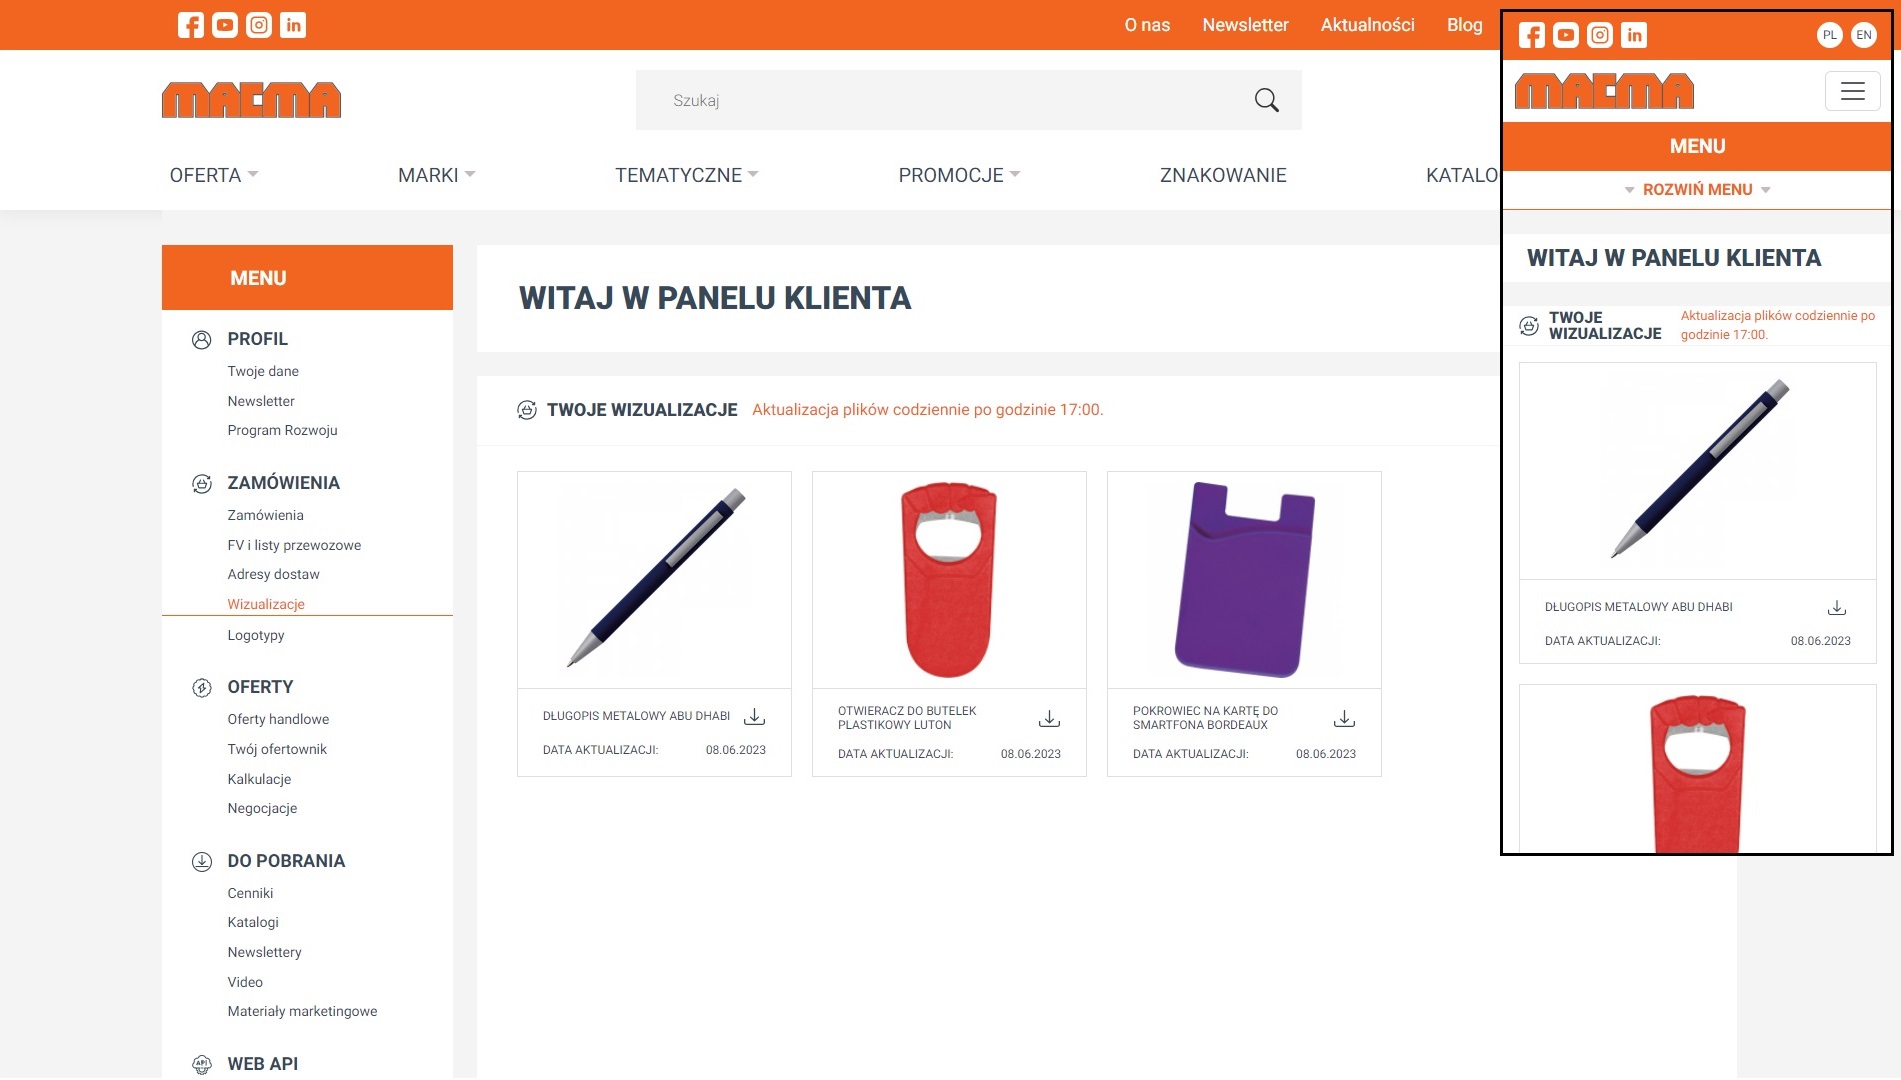 O nas Newsletter Aktualności Blog
MACMA
Szukaj
OFERTA MARKI TEMATYCZNE PROMOCJE ZNAKOWANIE KATALO
MENU
PROFIL
Twoje dane
Newsletter
Program Rozwoju
ZAMÓWIENIA
Zamówienia
FV i listy przewozowe
Adresy dostaw
Wizualizacje
Logotypy
OFERTY
Oferty handlowe
Twój ofertownik
Kalkulacje
Negocjacje
DO POBRANIA
Cenniki
Katalogi
Newslettery
Video
Materiały marketingowe
API
WEB API
WITAJ W PANELU KLIENTA
TWOJE WIZUALIZACJE Aktualizacja plików codziennie po godzinie 17:00.
DŁUGOPIS METALOWY ABU DHABI
DATA AKTUALIZACJI: 08.06.2023
OTWIERACZ DO BUTELEK
PLASTIKOWY LUTON
DATA AKTUALIZACJI: 08.06.2023
POKROWIEC NA KARTĘ DO
SMARTFONA BORDEAUX
DATA AKTUALIZACJI: 08.06.2023
PL EN
MACMA
MENU
ROZWIŃ MENU
WITAJ W PANELU KLIENTA
TWOJE
WIZUALIZACJE
Aktualizacja plików codziennie po
godzinie 17:00.
DŁUGOPIS METALOWY ABU DHABI
DATA AKTUALIZACJI: 08.06.2023